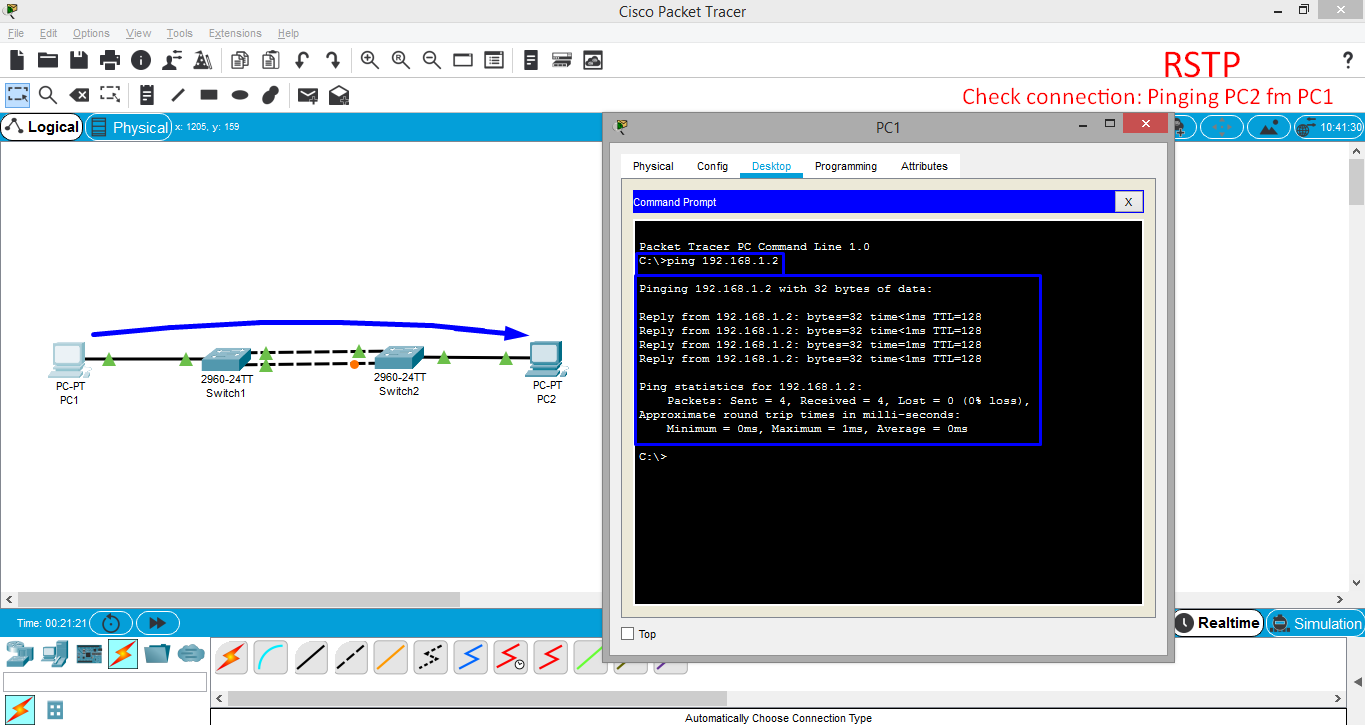 Cisco Packet Tracer
File Edit Options View Tools Extensions Help
RSTP
?
Check connection: Pinging PC2 fm PC1
Logical Physical x: 1205, y: 159
PC1
10:41:30
Physical Config Desktop Programming Attributes
Command Prompt X
Packet Tracer PC Command Line 1.0
C:\>ping 192.168.1.2
Pinging 192.168.1.2 with 32 bytes of data:
Reply from 192.168.1.2: bytes=32 time<1ms TTL=128
Reply from 192.168.1.2: bytes=32 time<1ms TTL=128
Reply from 192.168.1.2: bytes=32 time<1ms TTL=128
Reply from 192.168.1.2: bytes=32 time<1ms TTL=128
Ping statistics for 192.168.1.2:
Packets: Sent = 4, Received = 4, Lost = 0 (0% loss),
Approximate round trip times in milli-seconds:
Minimum = 0ms, Maximum = 1ms, Average = 0ms
C:\>
PC-PT
PC1
2960-24TT
Switch1
2960-24TT
Switch2
PC-PT
PC2
Time: 00:21:21
Realtime Simulation
Top
Automatically Choose Connection Type